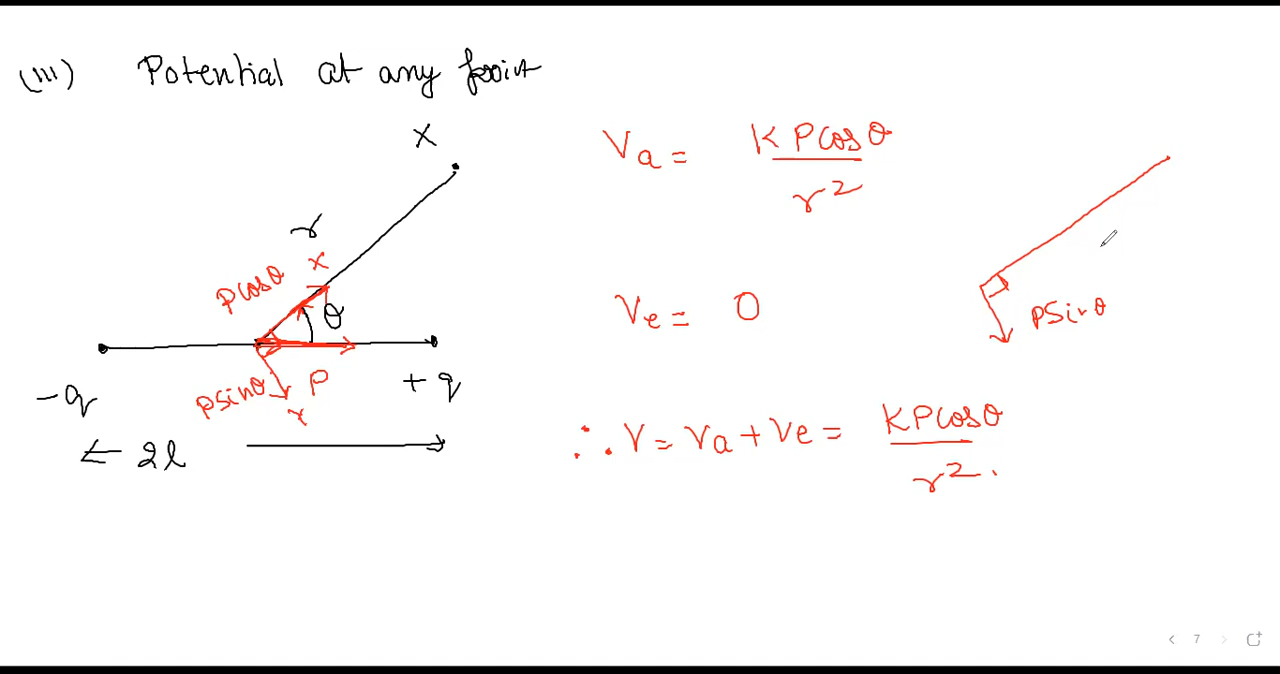 (III) Potential at any point
X
r
x
Pcosθ
θ
-q
Psinθ
P
x
+q
← 2l
Va = KPcosθ / r²
Ve = 0
Psinθ
∴ V = Va + Ve = KPcosθ / r².
7